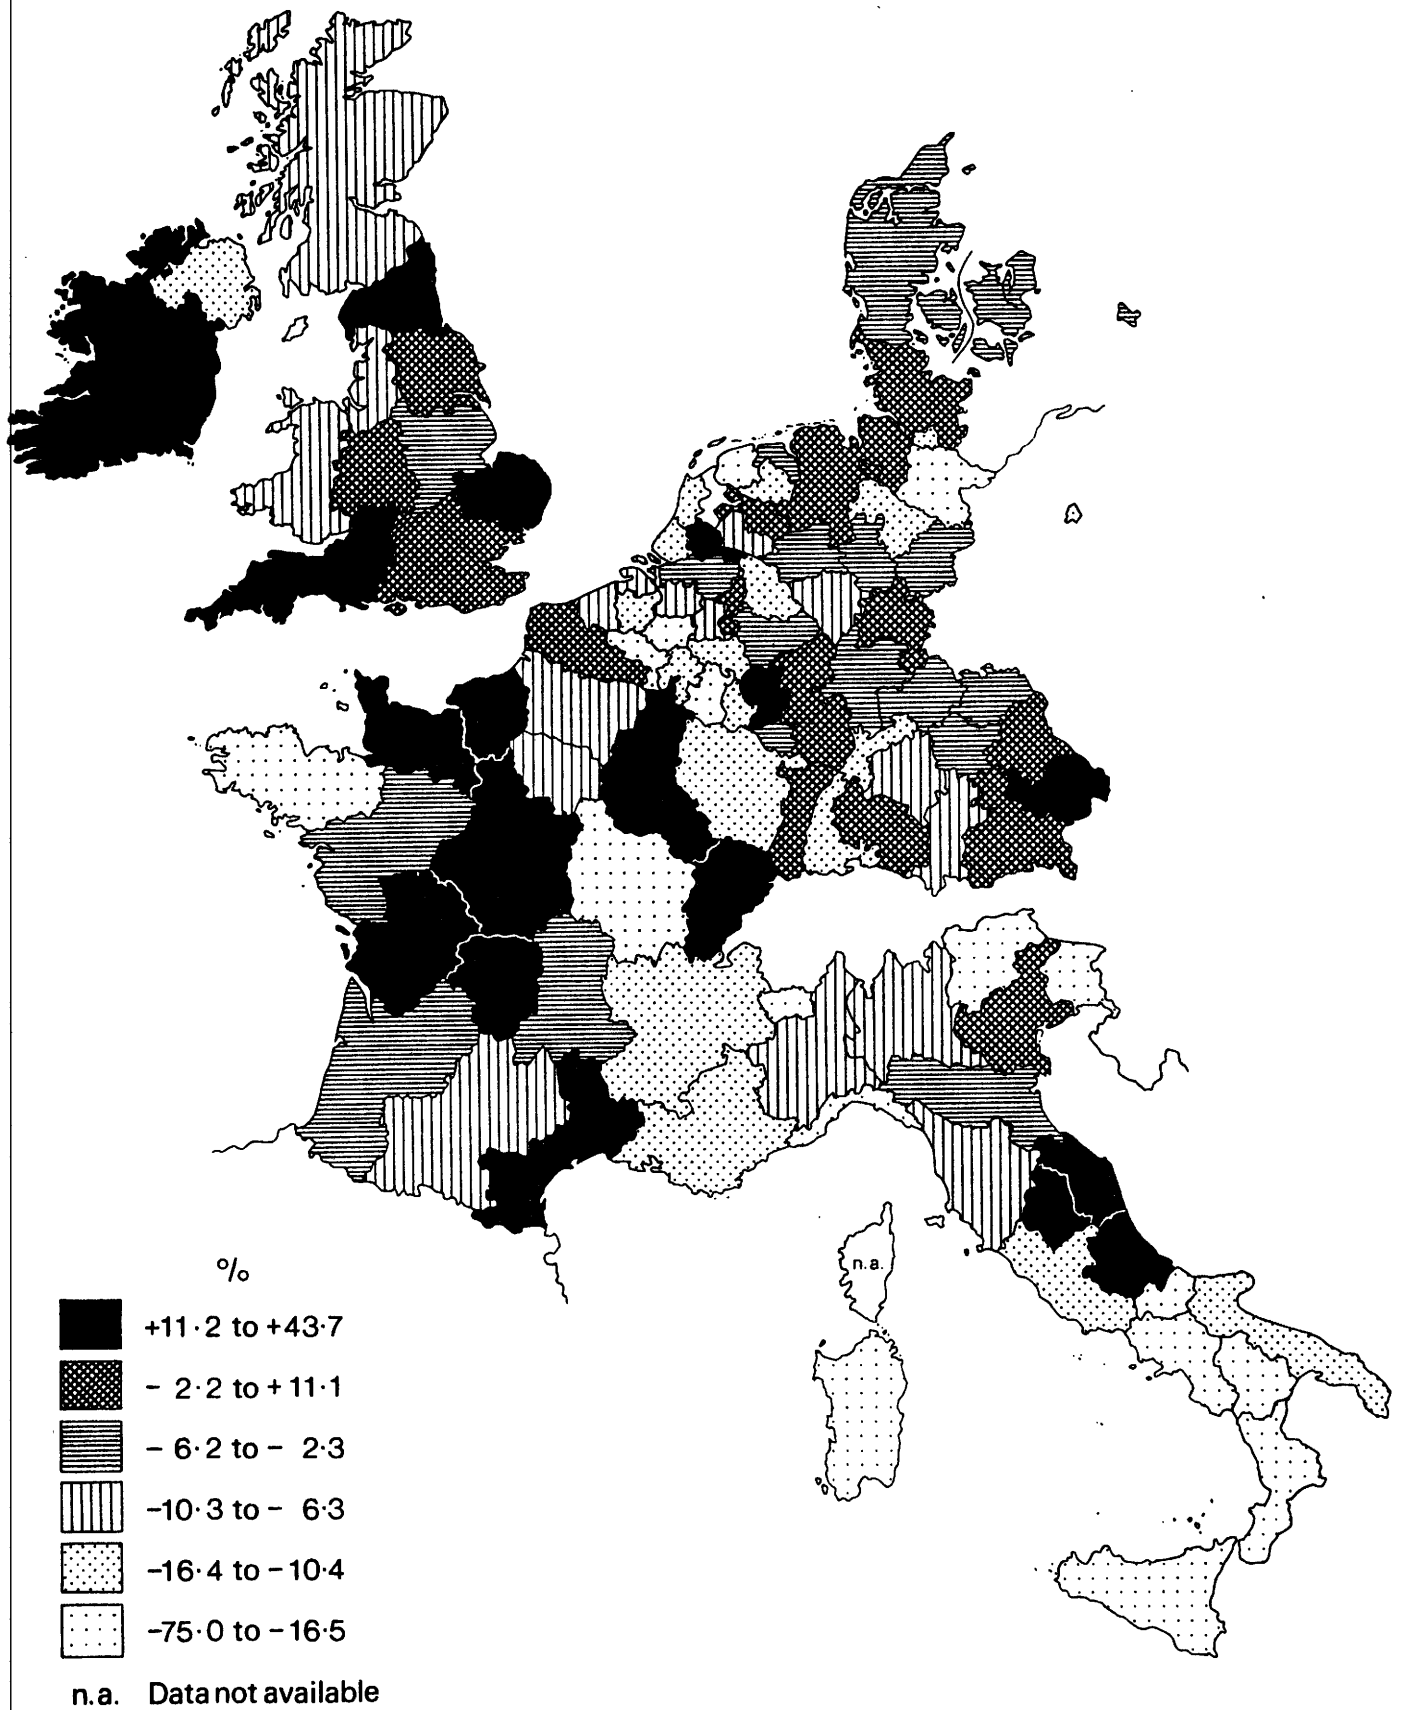 n.a.
%
+11·2 to +43·7
- 2·2 to +11·1
- 6·2 to - 2·3
-10·3 to - 6·3
-16·4 to -10·4
-75·0 to -16·5
n.a. Data not available